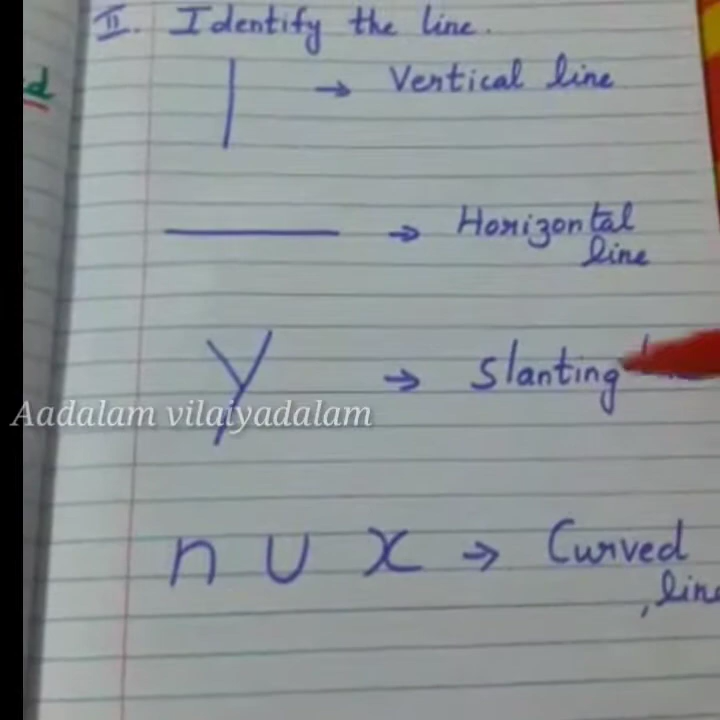 d
II. Identify the line.
| → Vertical line
— → Horizontal
line
y → Slanting
Aadalam vilaiyadalam
n u x → Curved
line